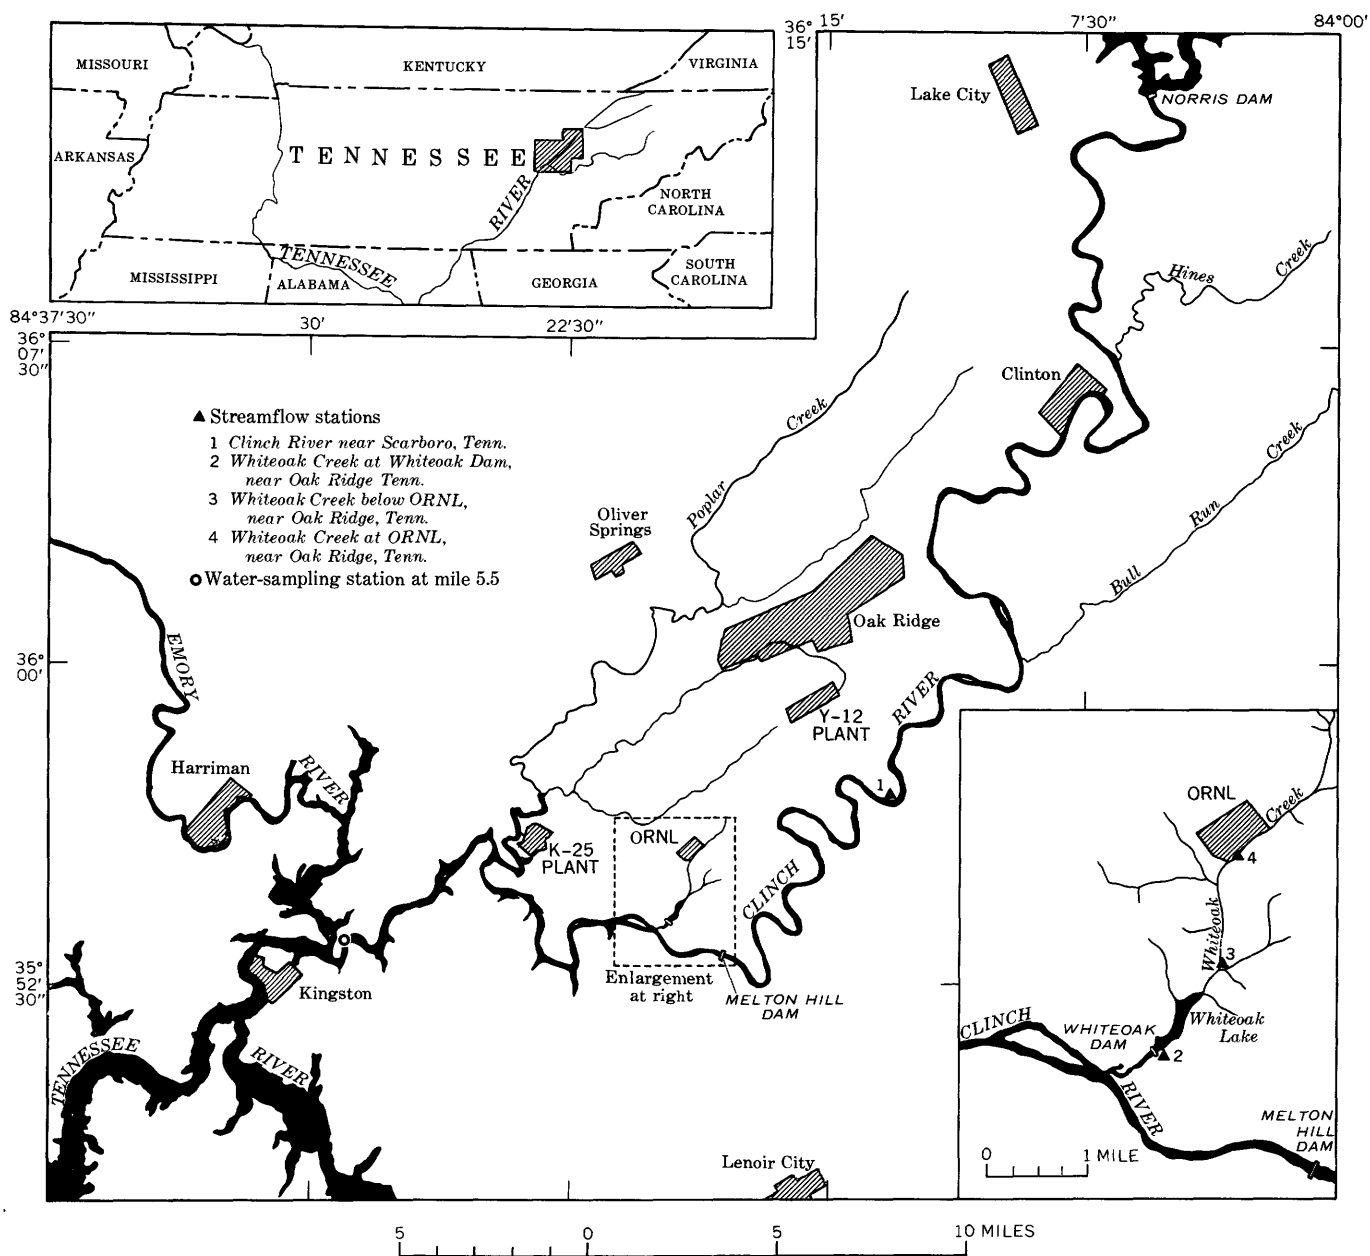 36°
15'
15'
7'30"
84°00'
MISSOURI
KENTUCKY
VIRGINIA
ARKANSAS
TENNESSEE
RIVER
NORTH
CAROLINA
TENNESSEE
MISSISSIPPI
ALABAMA
GEORGIA
SOUTH
CAROLINA
Lake City
NORRIS DAM
84°37'30"
30'
22'30"
36°
07'
30"
Hines
Creek
Clinton
▲ Streamflow stations
1 Clinch River near Scarboro, Tenn.
2 Whiteoak Creek at Whiteoak Dam,
near Oak Ridge Tenn.
3 Whiteoak Creek below ORNL,
near Oak Ridge, Tenn.
4 Whiteoak Creek at ORNL,
near Oak Ridge, Tenn.
Water-sampling station at mile 5.5
Poplar
Creek
Oliver
Springs
Bull
Run
Creek
Oak Ridge
36°
00'
EMORY
RIVER
Harriman
Y-12
PLANT
RIVER
1
K-25
PLANT
ORNL
CLINCH
Enlargement
at right
MELTON HILL
DAM
35°
52'
30"
Kingston
TENNESSEE
RIVER
Lenoir City
ORNL
Creek
4
Whiteoak
3
Whiteoak
Lake
CLINCH
WHITEOAK
DAM
2
RIVER
MELTON
HILL
DAM
0
1 MILE
5
0
5
10 MILES